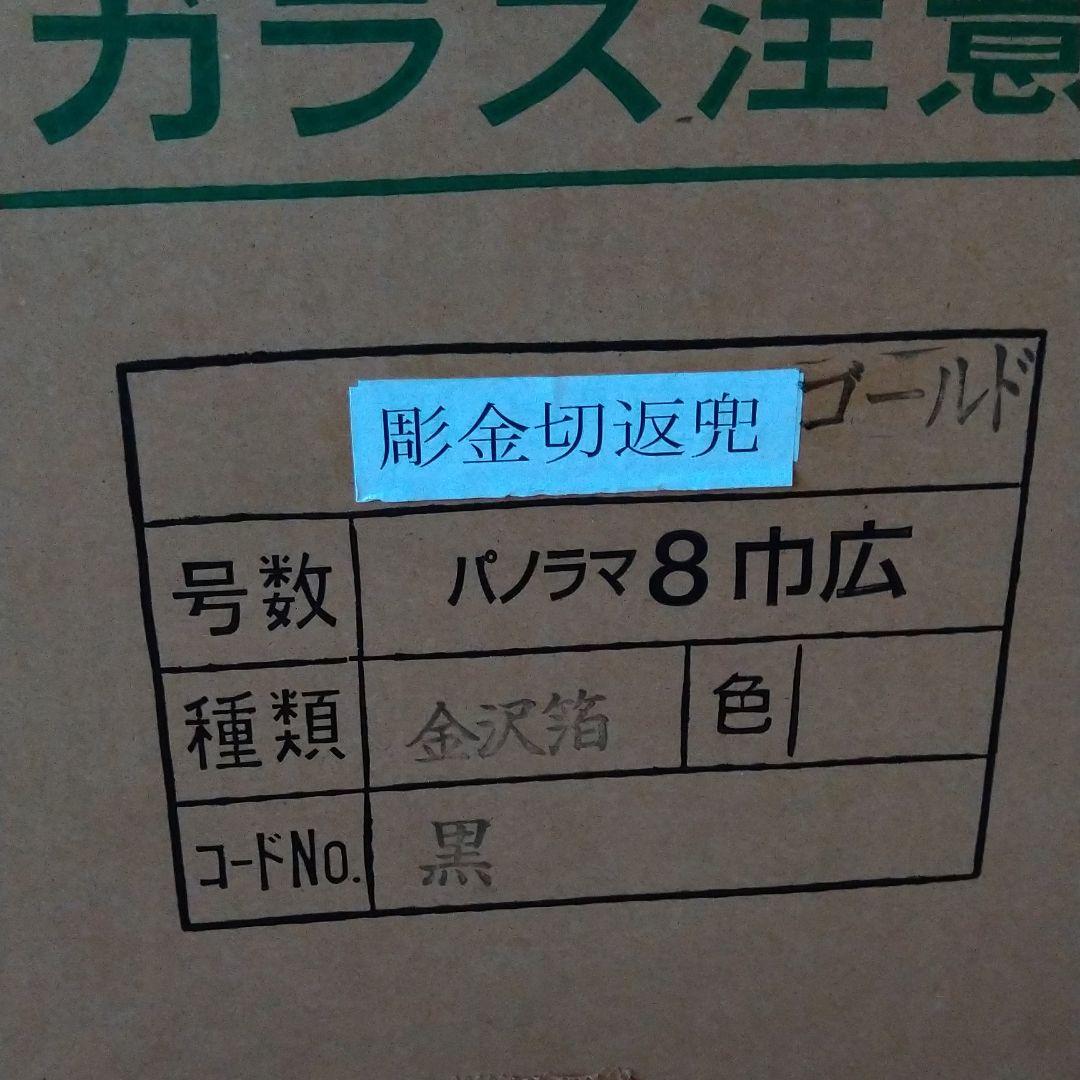 ガラス注意
彫金切返兜 ゴールド
号数 パノラマ8巾広
種類 金沢箔 色
コードNo. 黒